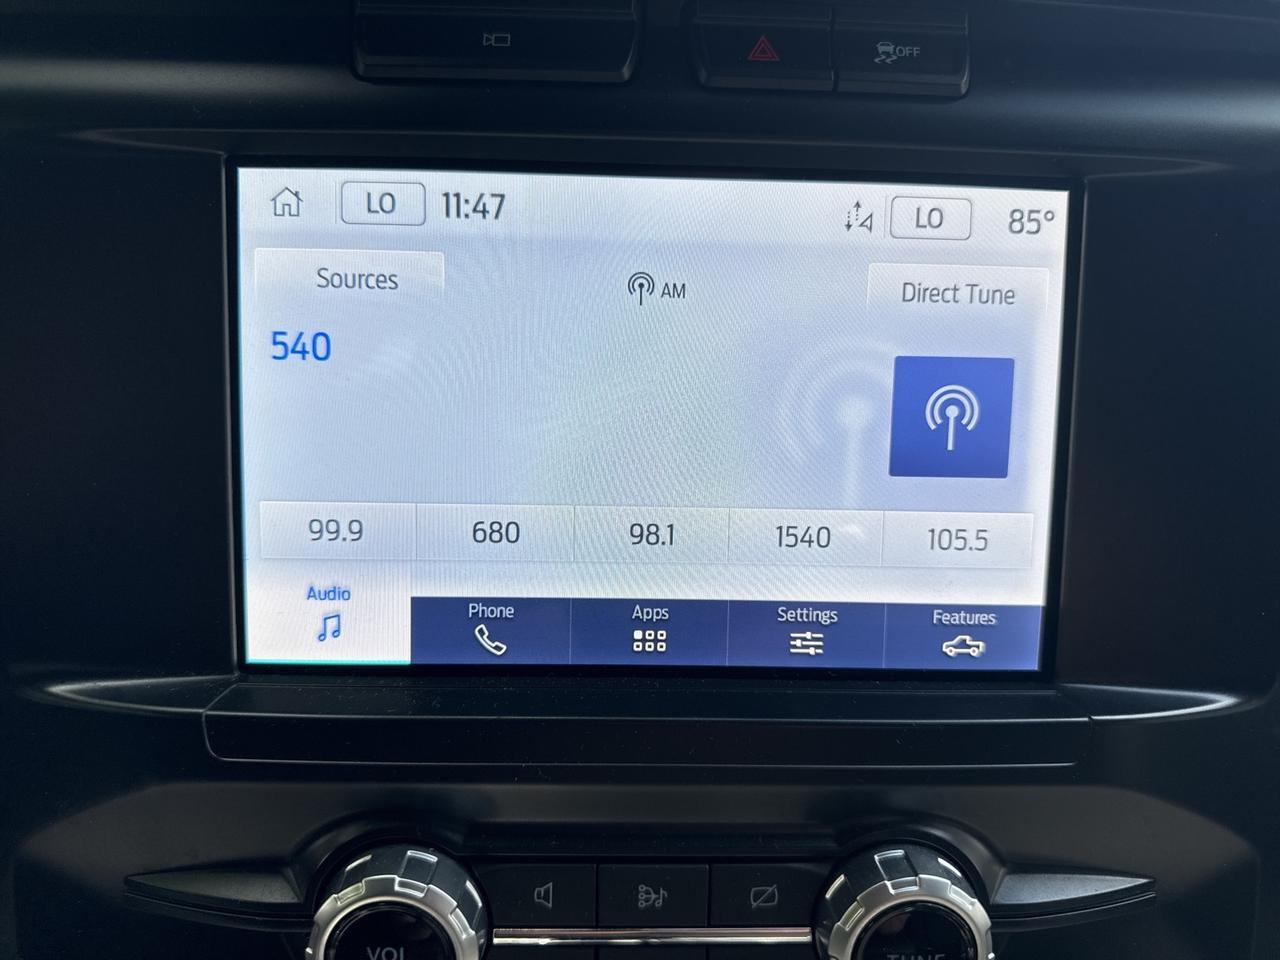 OFF
LO 11:47 LO 85°
Sources AM Direct Tune
540
99.9 680 98.1 1540 105.5
Audio Phone Apps Settings Features
VOL TUNE